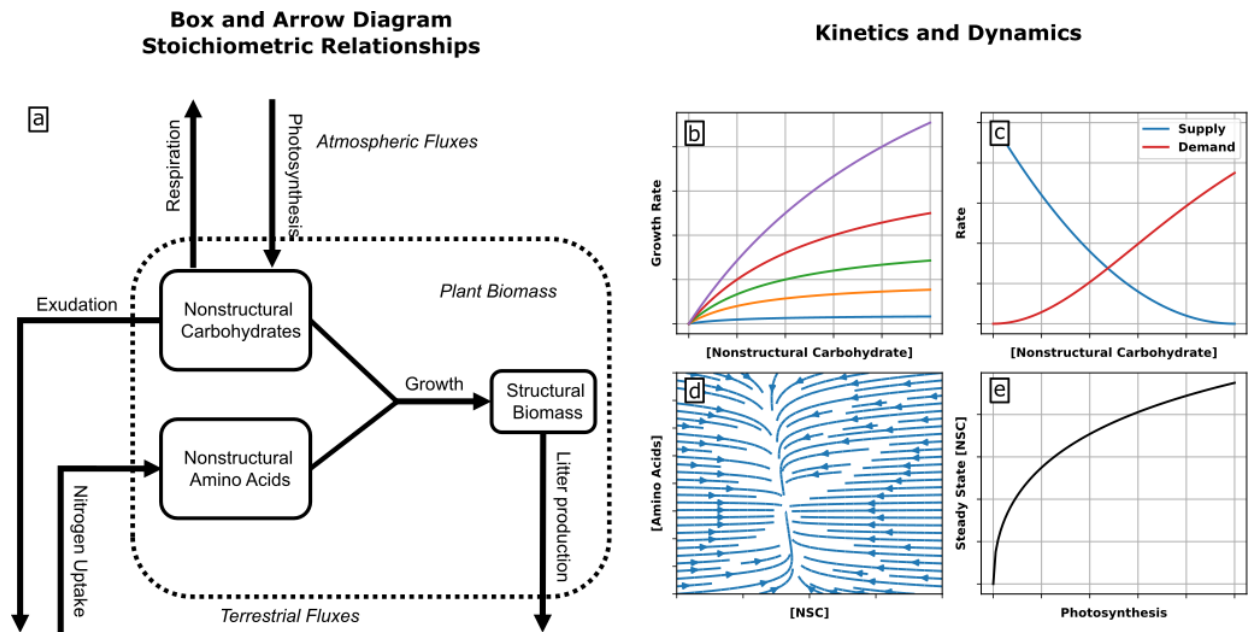 Box and Arrow Diagram
Stoichiometric Relationships
Kinetics and Dynamics
a
Respiration
Photosynthesis
Atmospheric Fluxes
Exudation
Nonstructural
Carbohydrates
Plant Biomass
Growth
Structural
Biomass
Nonstructural
Amino Acids
Nitrogen Uptake
Litter production
Terrestrial Fluxes
b
Growth Rate
[Nonstructural Carbohydrate]
c
Supply
Demand
Rate
[Nonstructural Carbohydrate]
d
[Amino Acids]
[NSC]
e
Steady State [NSC]
Photosynthesis